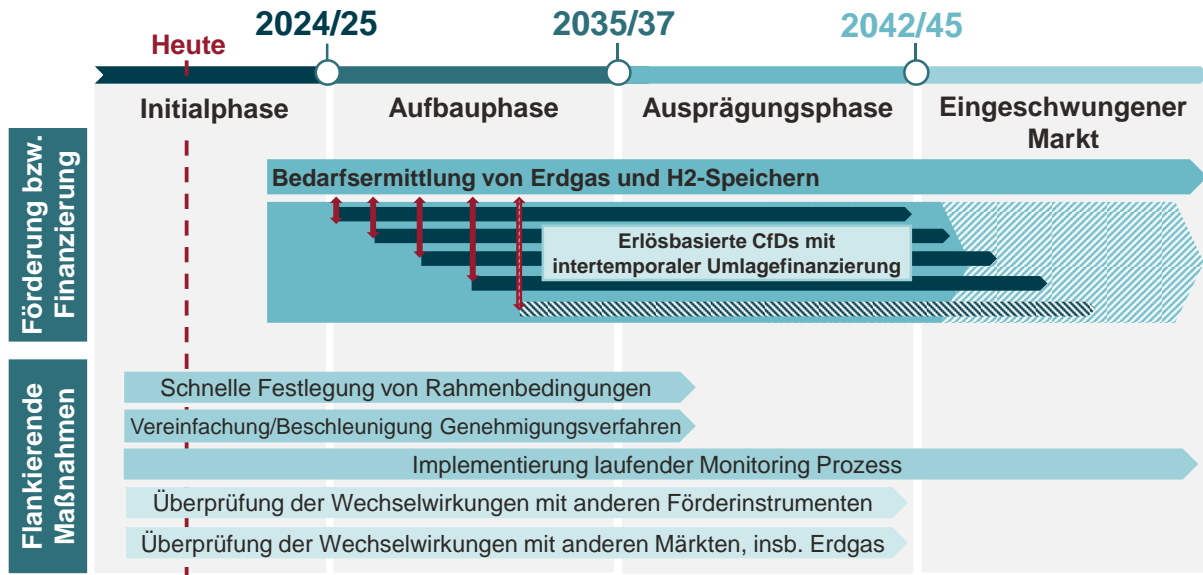 2024/25
2035/37
2042/45
Heute
Initialphase
Aufbauphase
Ausprägungsphase
Eingeschwungener
Markt
Förderung bzw.
Finanzierung
Bedarfsermittlung von Erdgas und H2-Speichern
Erlösbasierte CfDs mit
intertemporaler Umlagefinanzierung
Flankierende
Maßnahmen
Schnelle Festlegung von Rahmenbedingungen
Vereinfachung/Beschleunigung Genehmigungsverfahren
Implementierung laufender Monitoring Prozess
Überprüfung der Wechselwirkungen mit anderen Förderinstrumenten
Überprüfung der Wechselwirkungen mit anderen Märkten, insb. Erdgas